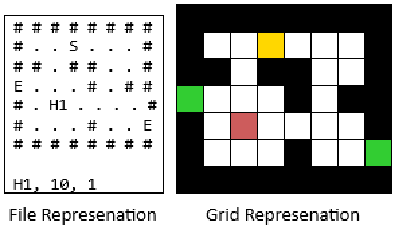 # # # # # # # #
# . . S . . . #
# # . # # . . #
E . . . # . # #
# . H1 . . . . #
# . . . # . . E
# # # # # # # #
H1, 10, 1
File Represenation
Grid Represenation